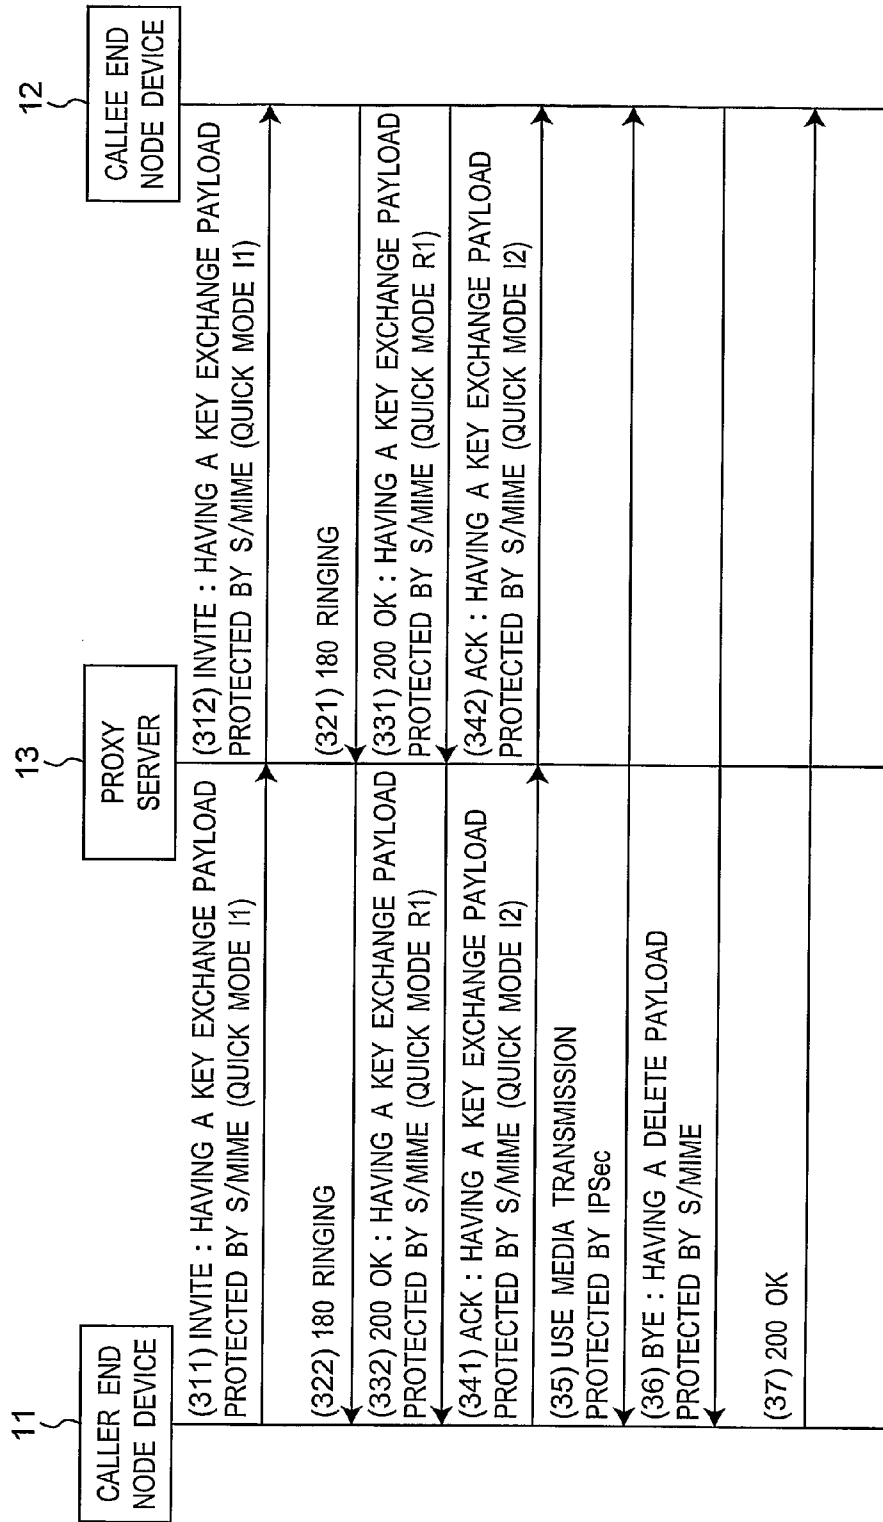 11
CALLER END
NODE DEVICE
13
PROXY
SERVER
12
CALLEE END
NODE DEVICE
(311) INVITE : HAVING A KEY EXCHANGE PAYLOAD
PROTECTED BY S/MIME (QUICK MODE I1)
(312) INVITE : HAVING A KEY EXCHANGE PAYLOAD
PROTECTED BY S/MIME (QUICK MODE I1)
(322) 180 RINGING
(321) 180 RINGING
(332) 200 OK : HAVING A KEY EXCHANGE PAYLOAD
PROTECTED BY S/MIME (QUICK MODE R1)
(331) 200 OK : HAVING A KEY EXCHANGE PAYLOAD
PROTECTED BY S/MIME (QUICK MODE R1)
(341) ACK : HAVING A KEY EXCHANGE PAYLOAD
PROTECTED BY S/MIME (QUICK MODE I2)
(342) ACK : HAVING A KEY EXCHANGE PAYLOAD
PROTECTED BY S/MIME (QUICK MODE I2)
(35) USE MEDIA TRANSMISSION
PROTECTED BY IPSec
(36) BYE : HAVING A DELETE PAYLOAD
PROTECTED BY S/MIME
(37) 200 OK